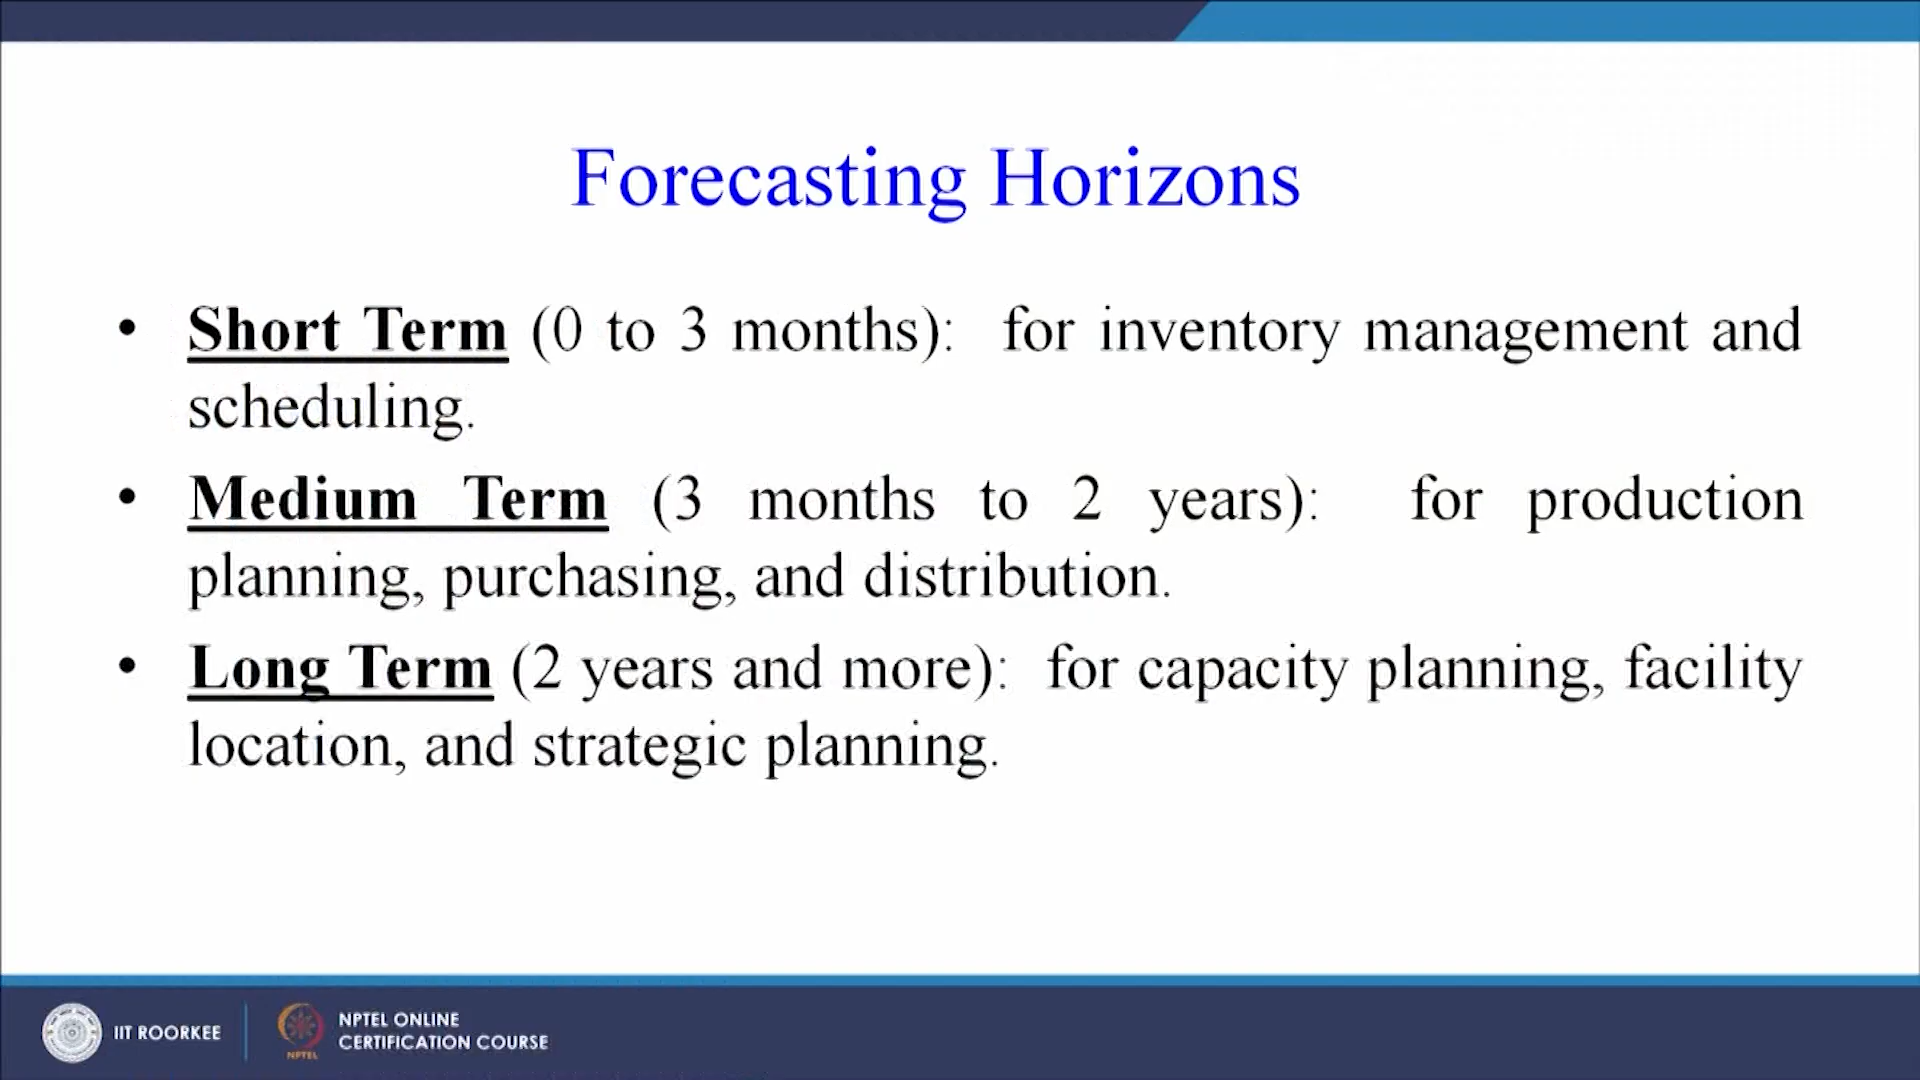 Forecasting Horizons
• Short Term (0 to 3 months): for inventory management and
scheduling.
• Medium Term (3 months to 2 years): for production
planning, purchasing, and distribution.
• Long Term (2 years and more): for capacity planning, facility
location, and strategic planning.
IIT ROORKEE
NPTEL
NPTEL ONLINE
CERTIFICATION COURSE